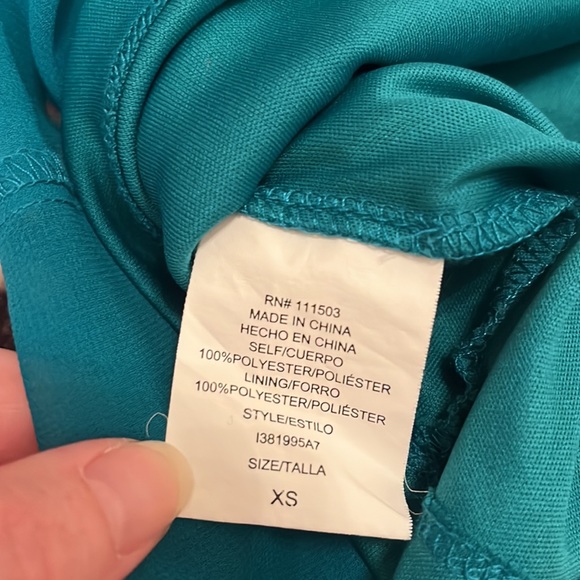 RN# 111503
MADE IN CHINA
HECHO EN CHINA
SELF/CUERPO
100%POLYESTER/POLIÉSTER
LINING/FORRO
100%POLYESTER/POLIÉSTER
STYLE/ESTILO
I381995A7
SIZE/TALLA
XS